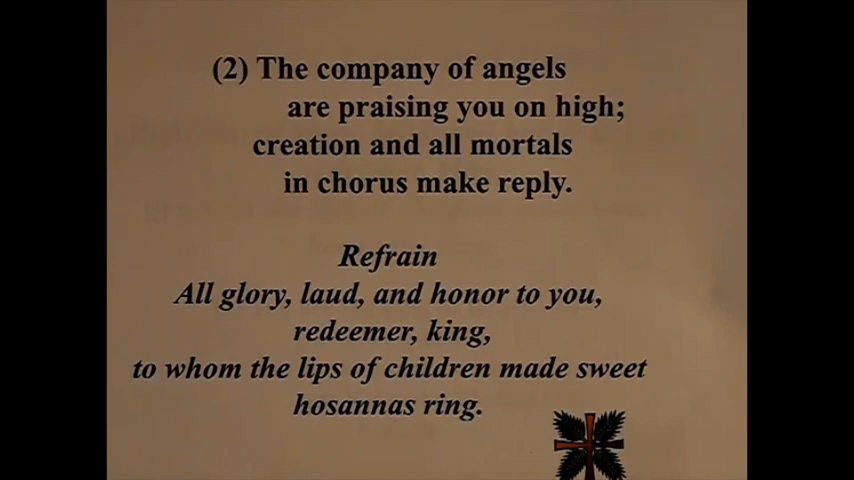 (2) The company of angels
are praising you on high;
creation and all mortals
in chorus make reply.
Refrain
All glory, laud, and honor to you,
redeemer, king,
to whom the lips of children made sweet
hosannas ring.